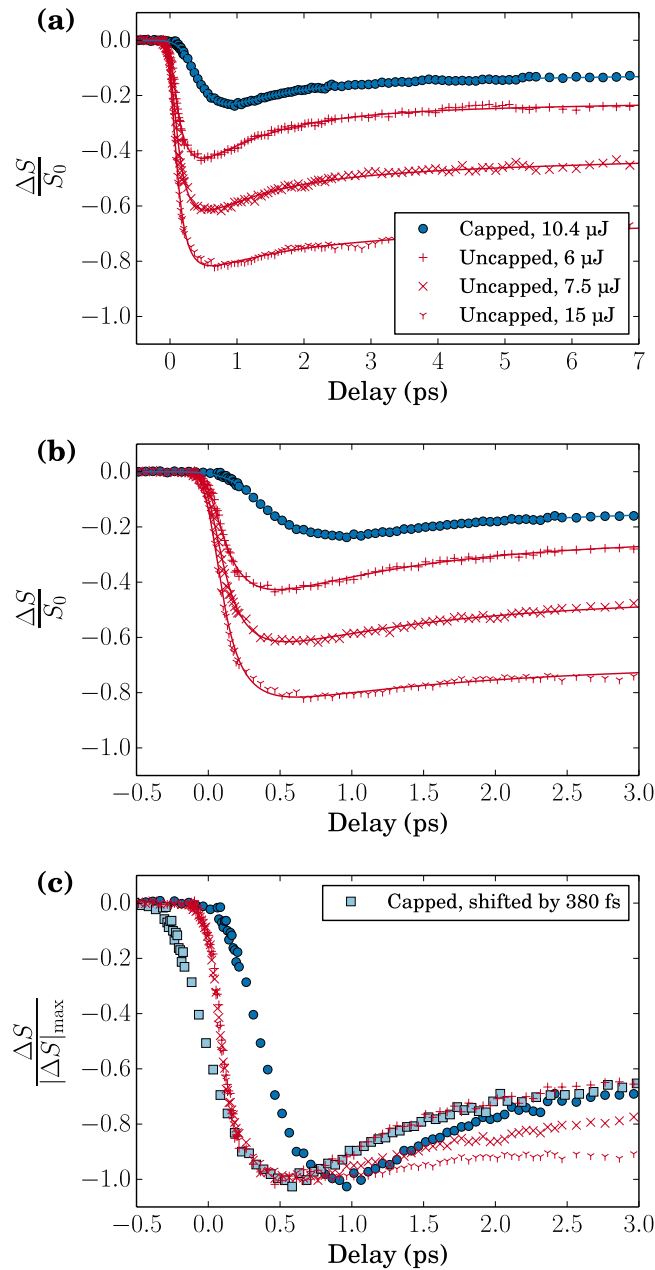 (a)
0.0
−0.2
−0.4
−0.6
−0.8
−1.0
ΔS
S₀
Capped, 10.4 μJ
Uncapped, 6 μJ
Uncapped, 7.5 μJ
Uncapped, 15 μJ
0 1 2 3 4 5 6 7
Delay (ps)
(b)
0.0
−0.2
−0.4
−0.6
−0.8
−1.0
ΔS
S₀
−0.5 0.0 0.5 1.0 1.5 2.0 2.5 3.0
Delay (ps)
(c)
Capped, shifted by 380 fs
0.0
−0.2
−0.4
−0.6
−0.8
−1.0
ΔS
|ΔS|max
−0.5 0.0 0.5 1.0 1.5 2.0 2.5 3.0
Delay (ps)